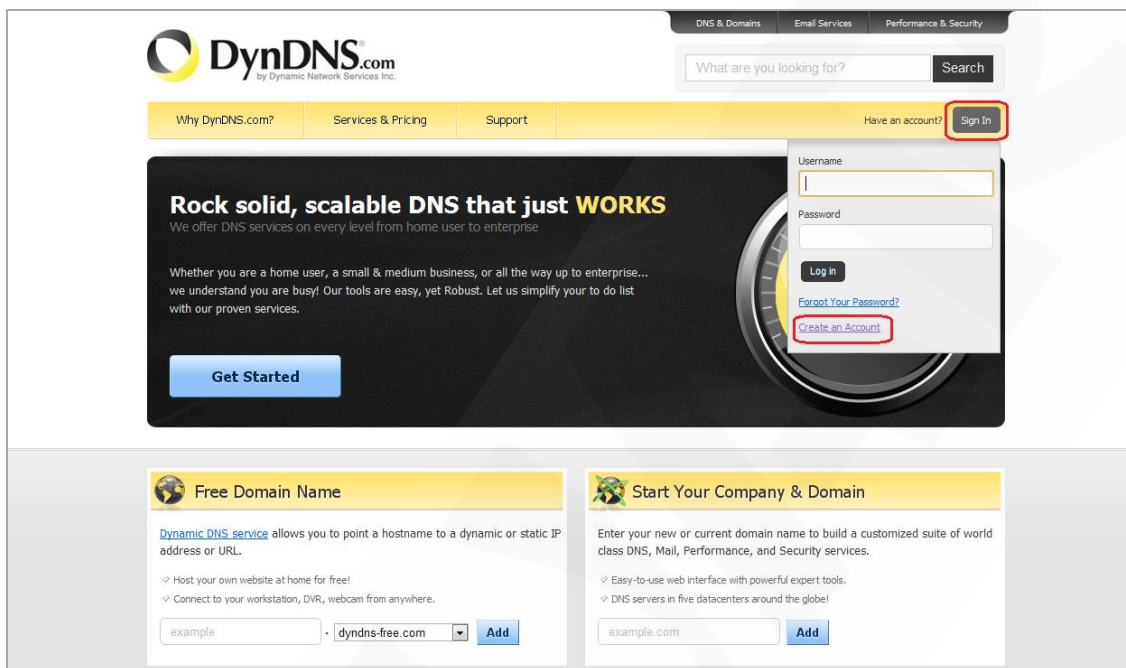 DNS & Domains Email Services Performance & Security
DynDNS.com
by Dynamic Network Services Inc.
What are you looking for? Search
Why DynDNS.com? Services & Pricing Support Have an account? Sign In
Username
Password
Log in
Forgot Your Password?
Create an Account
Rock solid, scalable DNS that just WORKS
We offer DNS services on every level from home user to enterprise
Whether you are a home user, a small & medium business, or all the way up to enterprise...
we understand you are busy! Our tools are easy, yet Robust. Let us simplify your to do list
with our proven services.
Get Started
Free Domain Name
Dynamic DNS service allows you to point a hostname to a dynamic or static IP
address or URL.
Host your own website at home for free!
Connect to your workstation, DVR, webcam from anywhere.
example . dyndns-free.com Add
Start Your Company & Domain
Enter your new or current domain name to build a customized suite of world
class DNS, Mail, Performance, and Security services.
Easy-to-use web interface with powerful expert tools.
DNS servers in five datacenters around the globe!
example.com Add